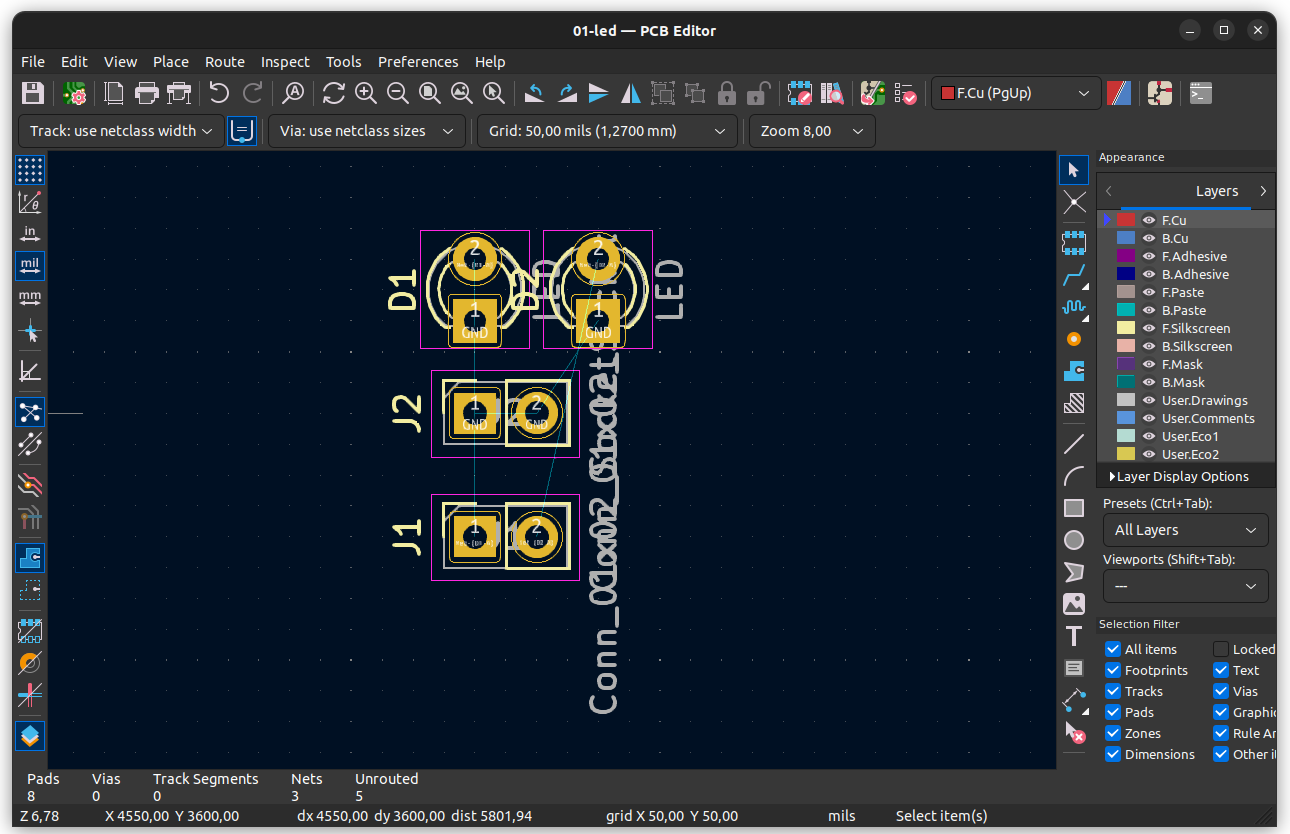 01-led — PCB Editor
File Edit View Place Route Inspect Tools Preferences Help
F.Cu (PgUp)
Track: use netclass width
Via: use netclass sizes
Grid: 50,00 mils (1,2700 mm)
Zoom 8,00
in
mil
mm
D1
2
1
GND
LED
D2
2
1
GND
LED
J2
1
GND
2
GND
J1
1
2
Appearance
Layers
F.Cu
B.Cu
F.Adhesive
B.Adhesive
F.Paste
B.Paste
F.Silkscreen
B.Silkscreen
F.Mask
B.Mask
User.Drawings
User.Comments
User.Eco1
User.Eco2
Layer Display Options
Presets (Ctrl+Tab):
All Layers
Viewports (Shift+Tab):
---
Selection Filter
All items Locked
Footprints Text
Tracks Vias
Pads Graphic
Zones Rule Ar
Dimensions Other i
Pads Vias Track Segments Nets Unrouted
8 0 0 3 5
Z 6,78 X 4550,00 Y 3600,00 dx 4550,00 dy 3600,00 dist 5801,94 grid X 50,00 Y 50,00 mils Select item(s)